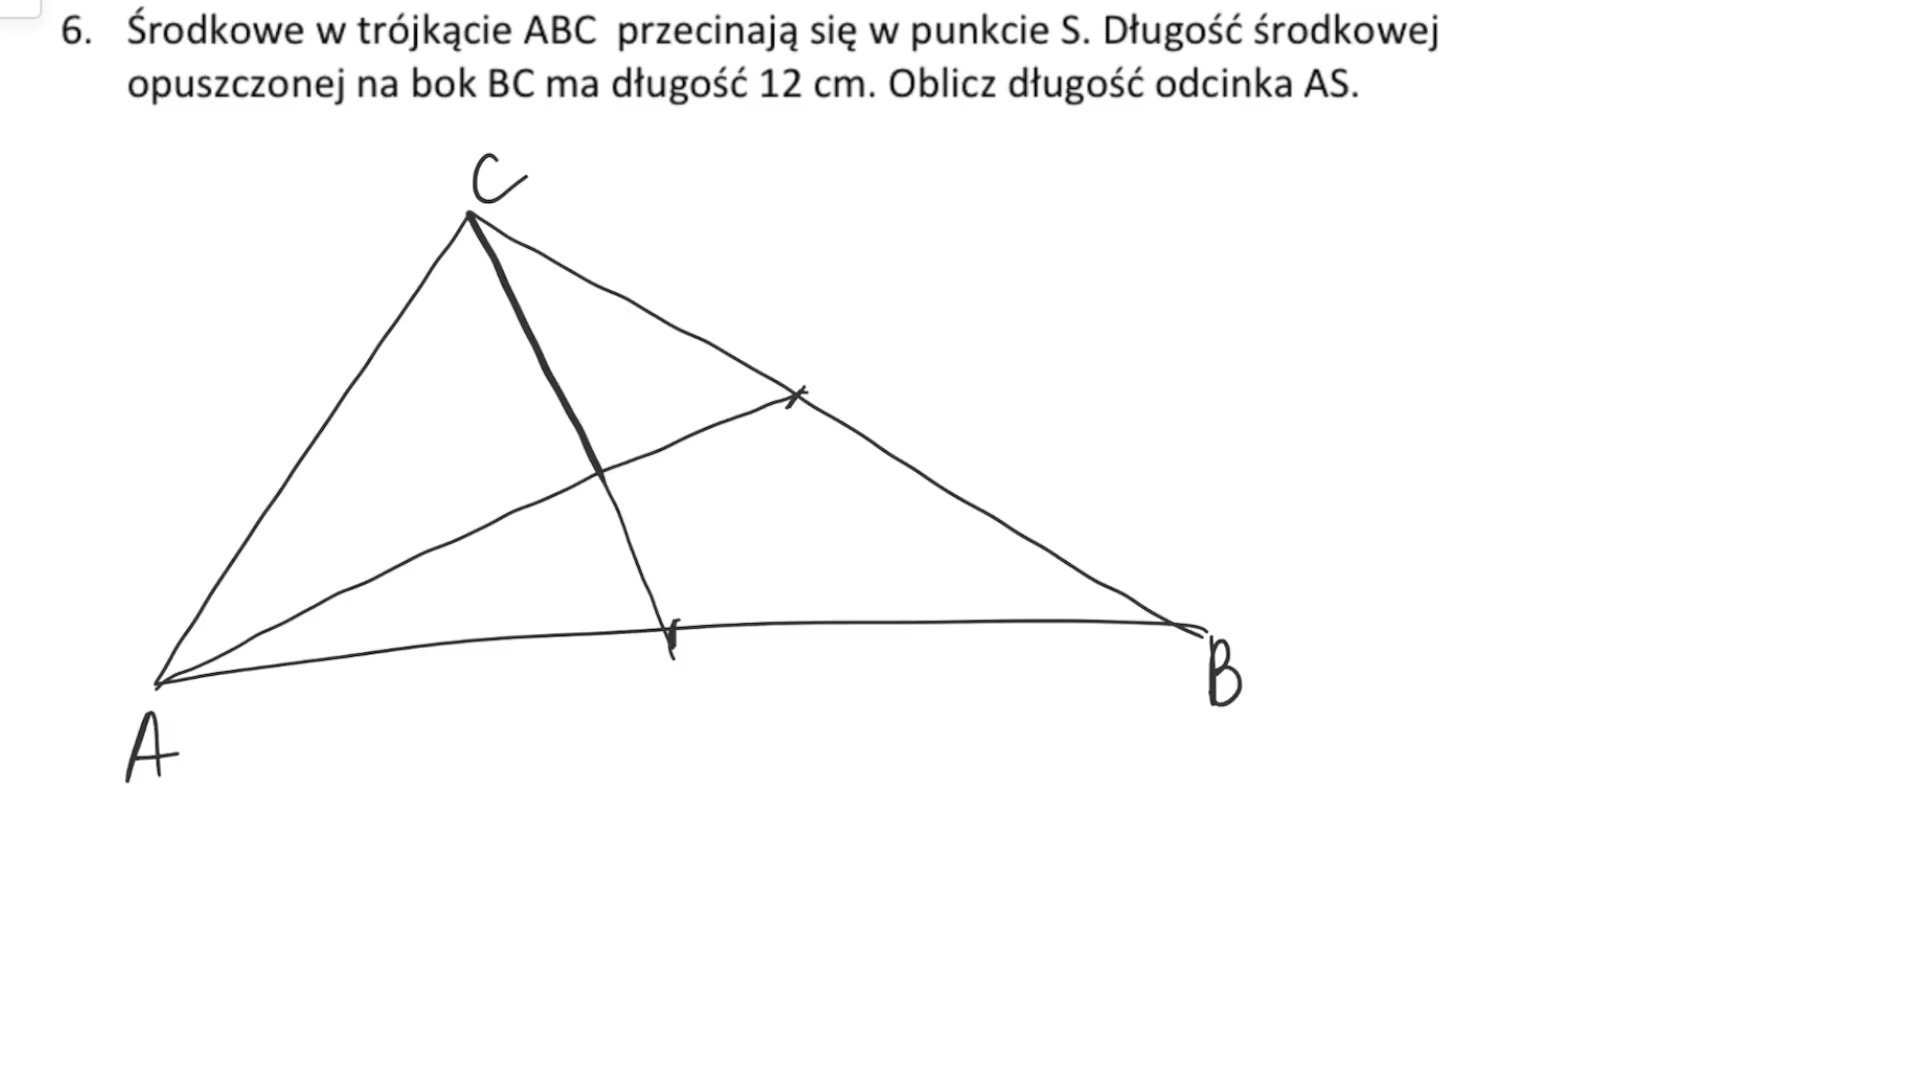 6. Środkowe w trójkącie ABC przecinają się w punkcie S. Długość środkowej
opuszczonej na bok BC ma długość 12 cm. Oblicz długość odcinka AS.
C
B
A